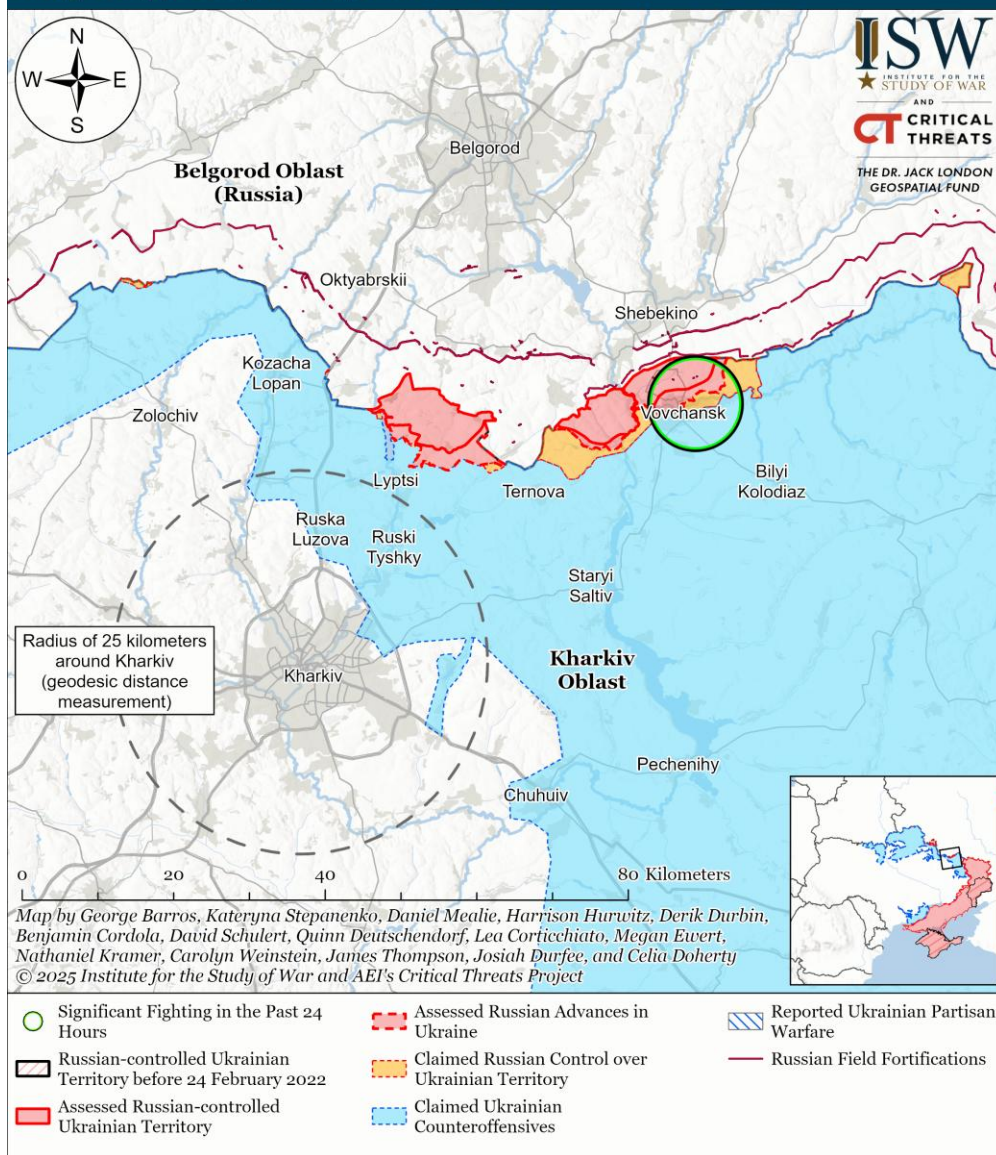 N
W
E
S
ISW
INSTITUTE FOR THE
STUDY OF WAR
AND
CT CRITICAL
THREATS
THE DR. JACK LONDON
GEOSPATIAL FUND
Belgorod
Belgorod Oblast
(Russia)
Oktyabrskii
Shebekino
Kozacha
Lopan
Zolochiv
Vovchansk
Lyptsi
Ternova
Bilyi
Kolodiaz
Ruska
Luzova
Ruski
Tyshky
Staryi
Saltiv
Radius of 25 kilometers
around Kharkiv
(geodesic distance
measurement)
Kharkiv
Kharkiv
Oblast
Pechenihy
Chuhuiv
0
20
40
80 Kilometers
Map by George Barros, Kateryna Stepanenko, Daniel Mealie, Harrison Hurwitz, Derik Durbin,
Benjamin Cordola, David Schulert, Quinn Deutschendorf, Lea Corticchiato, Megan Ewert,
Nathaniel Kramer, Carolyn Weinstein, James Thompson, Josiah Durfee, and Celia Doherty
© 2025 Institute for the Study of War and AEI's Critical Threats Project
Significant Fighting in the Past 24
Hours
Russian-controlled Ukrainian
Territory before 24 February 2022
Assessed Russian-controlled
Ukrainian Territory
Assessed Russian Advances in
Ukraine
Claimed Russian Control over
Ukrainian Territory
Claimed Ukrainian
Counteroffensives
Reported Ukrainian Partisan
Warfare
Russian Field Fortifications